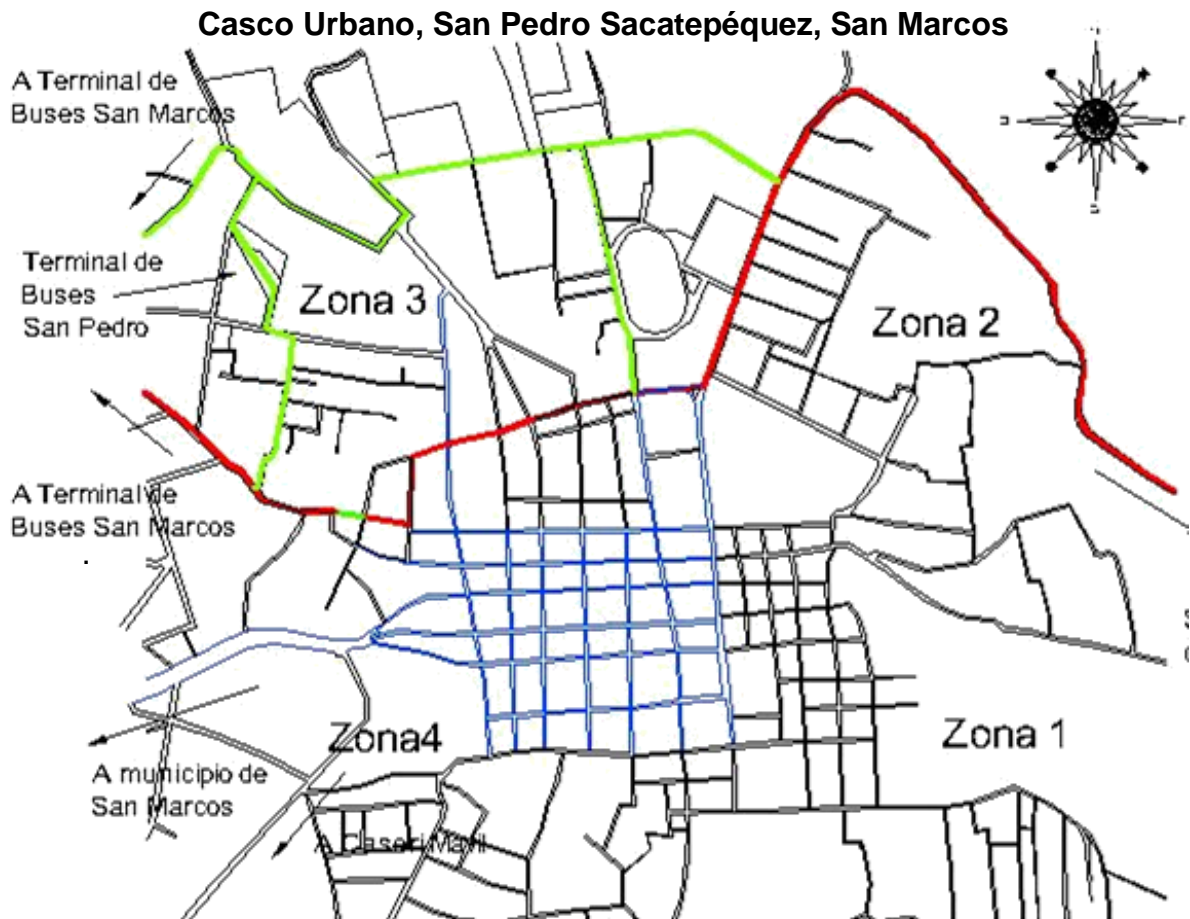 Casco Urbano, San Pedro Sacatepéquez, San Marcos
A Terminal de
Buses San Marcos
Terminal de
Buses
San Pedro
Zona 3
Zona 2
A Terminal de
Buses San Marcos
.
Zona4
Zona 1
A municipio de
San Marcos